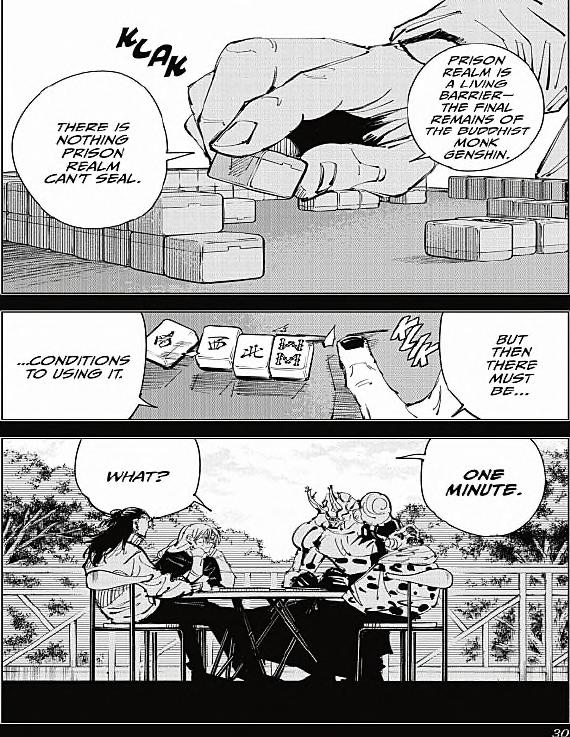 KLAK
PRISON
REALM IS
A LIVING
BARRIER—
THE FINAL
REMAINS OF
THE BUDDHIST
MONK
GENSHIN.
THERE IS
NOTHING
PRISON
REALM
CAN'T SEAL.
BUT
THEN
THERE
MUST
BE...
KLIK
西
北
...CONDITIONS
TO USING IT.
ONE
MINUTE.
WHAT?
30